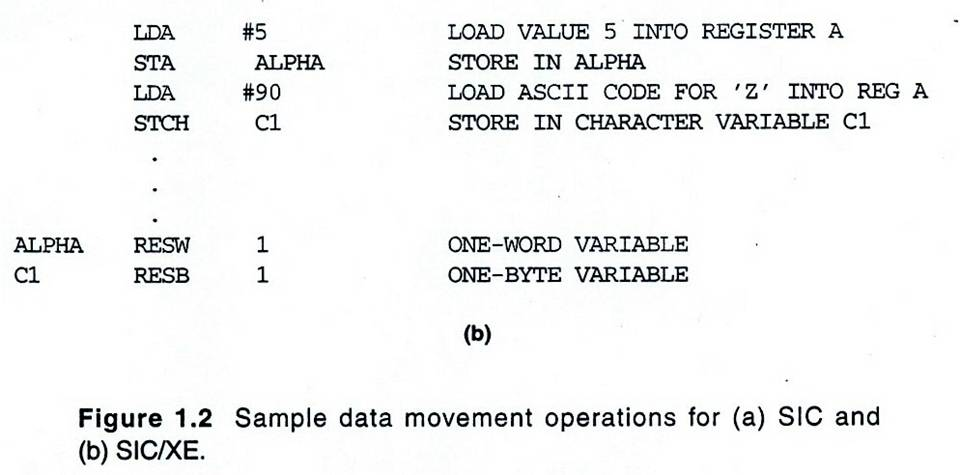 LDA #5 LOAD VALUE 5 INTO REGISTER A
STA ALPHA STORE IN ALPHA
LDA #90 LOAD ASCII CODE FOR 'Z' INTO REG A
STCH C1 STORE IN CHARACTER VARIABLE C1
.
.
.
ALPHA RESW 1 ONE-WORD VARIABLE
C1 RESB 1 ONE-BYTE VARIABLE
(b)
Figure 1.2 Sample data movement operations for (a) SIC and
(b) SIC/XE.